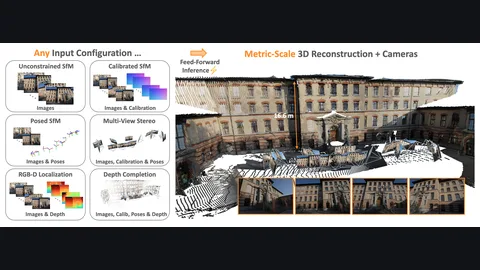 Any Input Configuration ...
Unconstrained SfM
Images
Calibrated SfM
Images & Calibration
Posed SfM
Images & Poses
Multi-View Stereo
Images, Calibration & Poses
RGB-D Localization
Images & Depth
Depth Completion
Images, Calib, Poses & Depth
Feed-Forward
Inference⚡
Metric-Scale 3D Reconstruction + Cameras
16.6 m